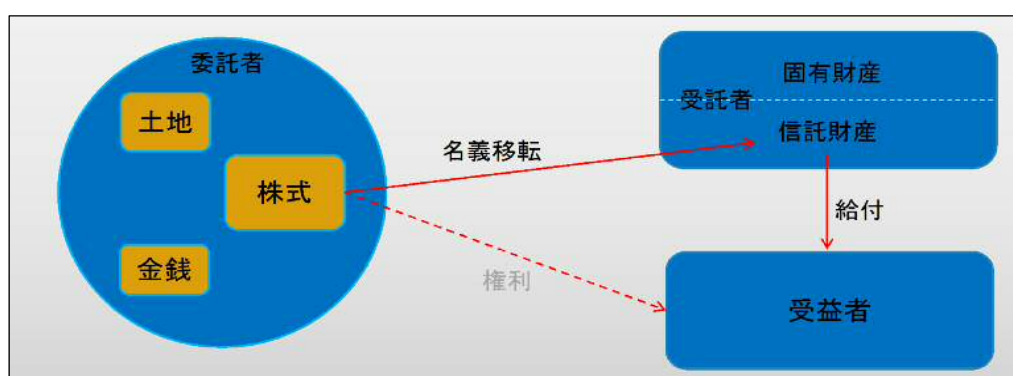 委託者
土地
株式
金銭
名義移転
権利
固有財産
受託者
信託財産
給付
受益者